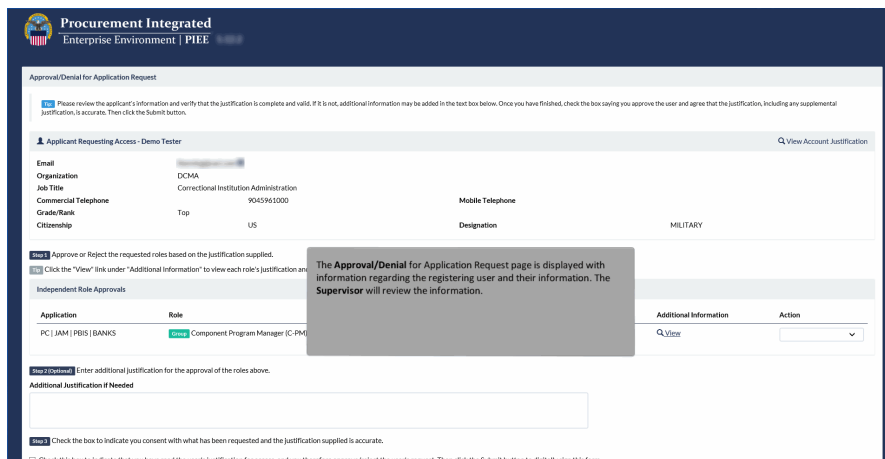 Procurement Integrated
Enterprise Environment | PIEE
Approval/Denial for Application Request
Tip Please review the applicant's information and verify that the justification is complete and valid. If it is not, additional information may be added in the text box below. Once you have finished, check the box saying you approve the user and agree that the justification, including any supplemental
justification, is accurate. Then click the Submit button.
Applicant Requesting Access - Demo Tester View Account Justification
Email
Organization DCMA
Job Title Correctional Institution Administration
Commercial Telephone 9045961000 Mobile Telephone
Grade/Rank Top
Citizenship US Designation MILITARY
Step 1 Approve or Reject the requested roles based on the justification supplied.
Tip Click the "View" link under "Additional Information" to view each role's justification and
The Approval/Denial for Application Request page is displayed with
information regarding the registering user and their information. The
Supervisor will review the information.
Independent Role Approvals
Application Role Additional Information Action
PC | JAM | PBIS | BANKS Group Component Program Manager (C-PM) View
Step 2 (Optional) Enter additional justification for the approval of the roles above.
Additional Justification if Needed
Step 3 Check the box to indicate you consent with what has been requested and the justification supplied is accurate.